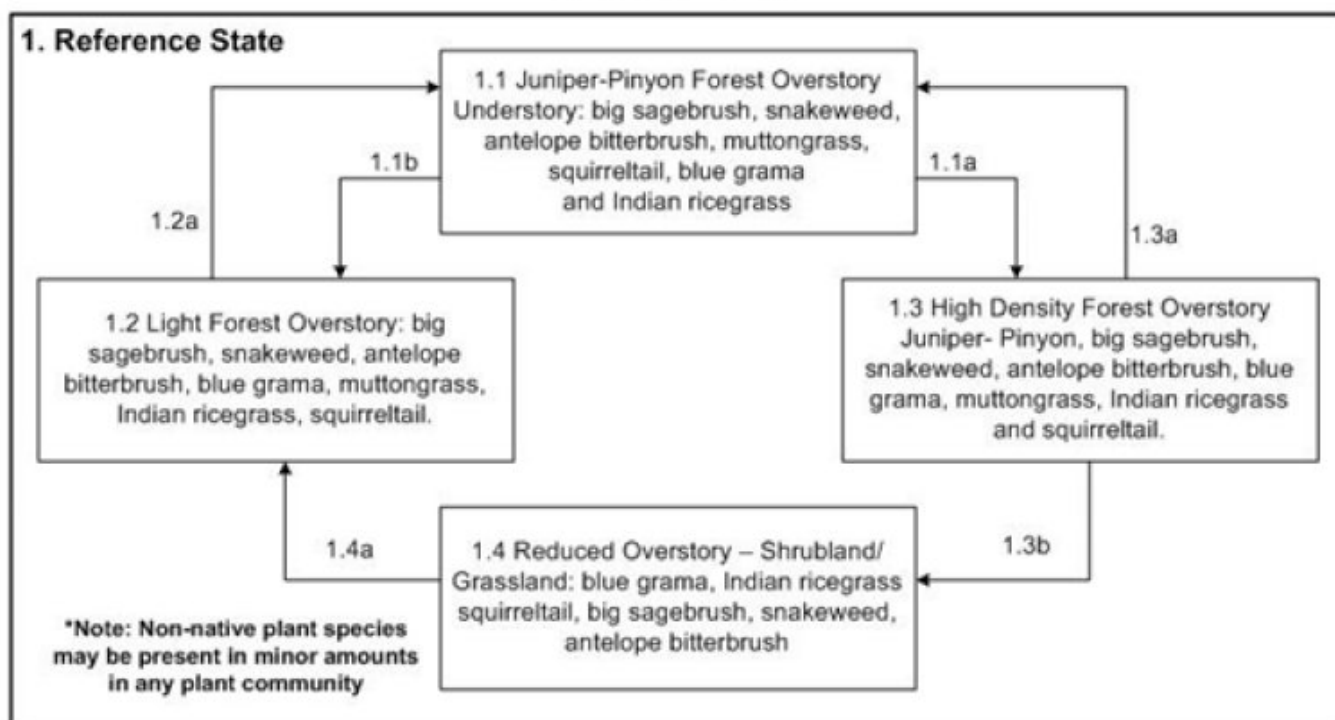 1. Reference State
1.1 Juniper-Pinyon Forest Overstory
Understory: big sagebrush, snakeweed,
antelope bitterbrush, muttongrass,
squirreltail, blue grama
and Indian ricegrass
1.1b
1.1a
1.2a
1.3a
1.2 Light Forest Overstory: big
sagebrush, snakeweed, antelope
bitterbrush, blue grama, muttongrass,
Indian ricegrass, squirreltail.
1.3 High Density Forest Overstory
Juniper- Pinyon, big sagebrush,
snakeweed, antelope bitterbrush, blue
grama, muttongrass, Indian ricegrass
and squirreltail.
1.4a
1.3b
1.4 Reduced Overstory – Shrubland/
Grassland: blue grama, Indian ricegrass
squirreltail, big sagebrush, snakeweed,
antelope bitterbrush
*Note: Non-native plant species
may be present in minor amounts
in any plant community